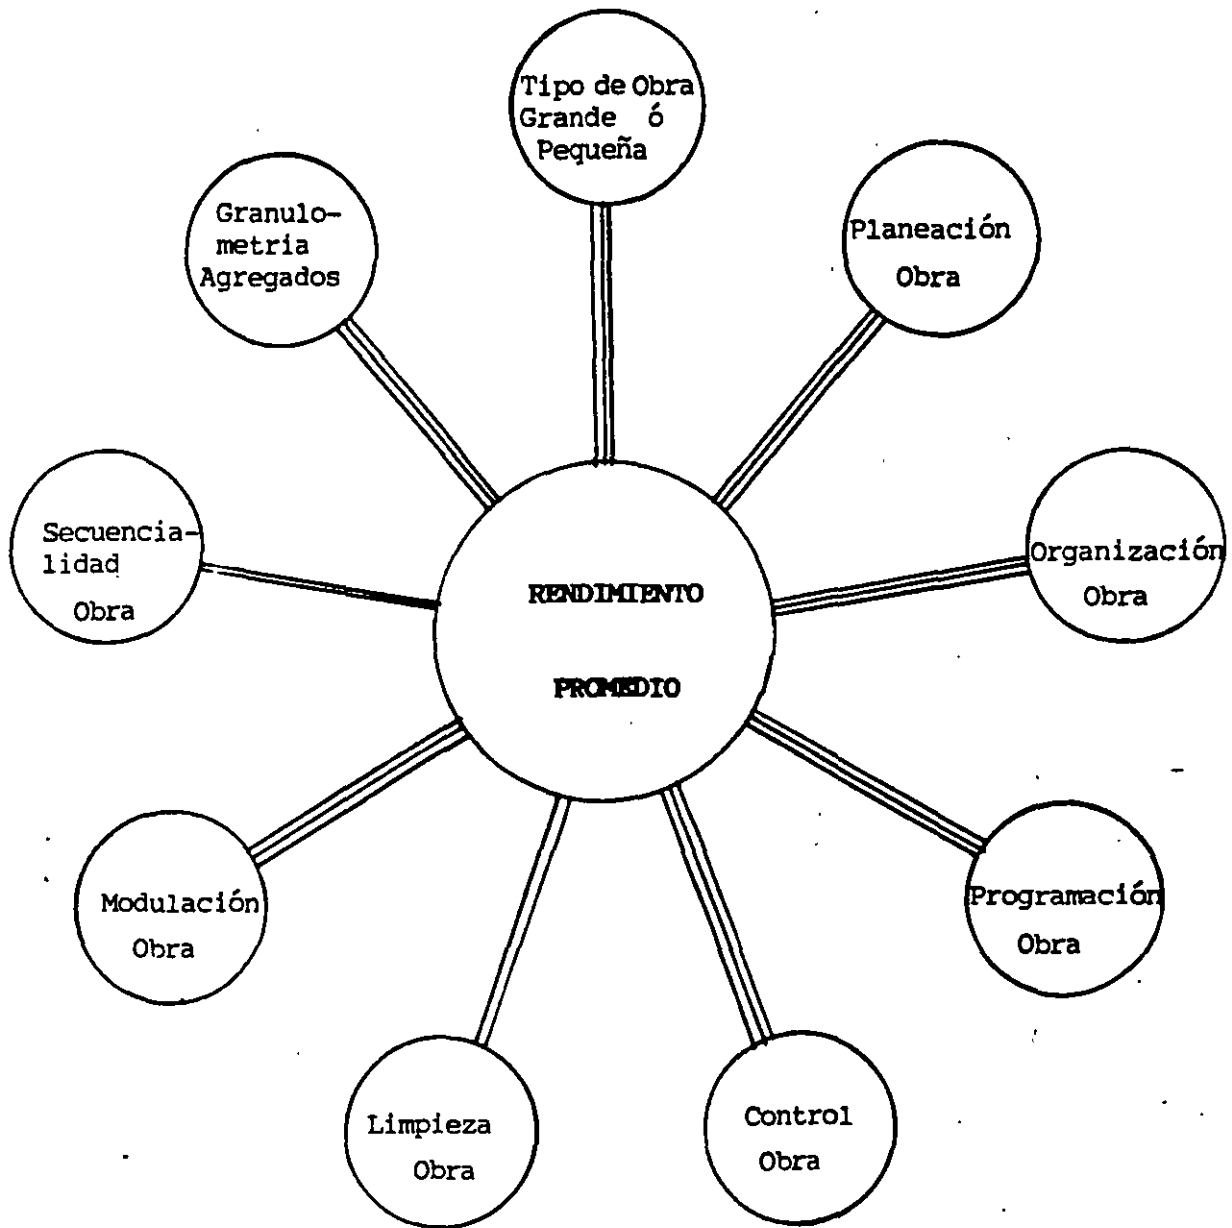 Tipo de Obra
Grande ó
Pequeña
Planeación
Obra
Organización
Obra
Programación
Obra
Control
Obra
Limpieza
Obra
Modulación
Obra
Secuencia-
lidad
Obra
Granulo-
metria
Agregados
RENDIMIENTO
PROMEDIO